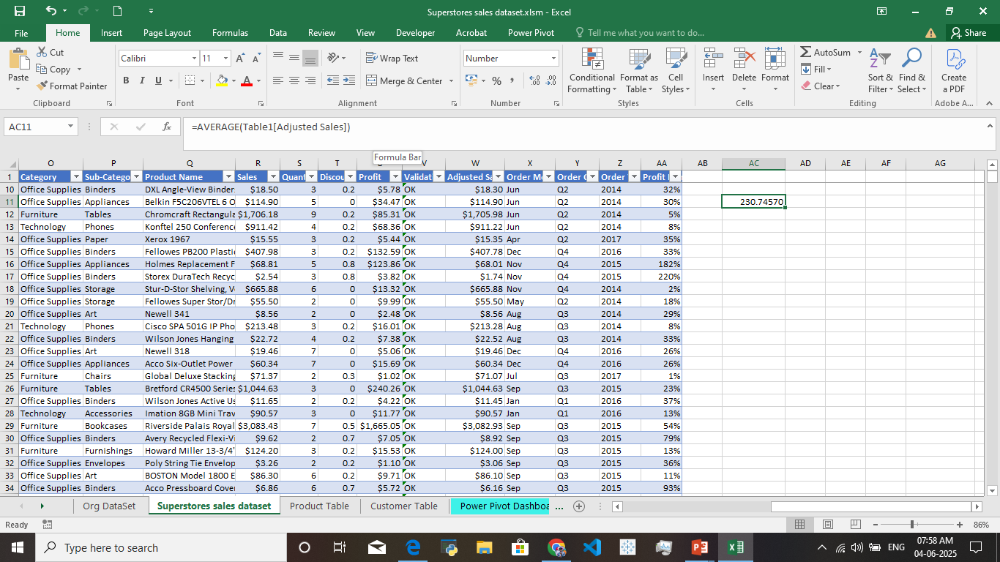 Superstores sales dataset.xlsm - Excel
File Home Insert Page Layout Formulas Data Review View Developer Acrobat Power Pivot Tell me what you want to do... Share
Paste
Cut
Copy
Format Painter
Calibri 11
B I U
Wrap Text
Merge & Center
Number
%
Conditional Formatting
Format as Table
Cell Styles
Insert Delete Format
AutoSum
Fill
Clear
Sort & Filter
Find & Select
Create a PDF
Clipboard Font Alignment Number Styles Cells Editing Adobe A...
AC11 fx =AVERAGE(Table1[Adjusted Sales])
Formula Bar
O P Q R S T V W X Y Z AA AB AC AD AE AF AG
1 Category Sub-Catego Product Name Sales Quant Discou Profit Validat Adjusted Sa Order M Order Order Profit
10 Office Supplies Binders DXL Angle-View Binder $18.50 3 0.2 $5.78 OK $18.30 Jun Q2 2014 32%
11 Office Supplies Appliances Belkin F5C206VTEL 6 O $114.90 5 0 $34.47 OK $114.90 Jun Q2 2014 30% 230.74570
12 Furniture Tables Chromcraft Rectangula $1,706.18 9 0.2 $85.31 OK $1,705.98 Jun Q2 2014 5%
13 Technology Phones Konftel 250 Conference $911.42 4 0.2 $68.36 OK $911.22 Jun Q2 2014 8%
14 Office Supplies Paper Xerox 1967 $15.55 3 0.2 $5.44 OK $15.35 Apr Q2 2017 35%
15 Office Supplies Binders Fellowes PB200 Plasti $407.98 3 0.2 $132.59 OK $407.78 Dec Q4 2016 33%
16 Office Supplies Appliances Holmes Replacement F $68.81 5 0.8 $123.86 OK $68.01 Nov Q4 2015 182%
17 Office Supplies Binders Storex DuraTech Recyc $2.54 3 0.8 $3.82 OK $1.74 Nov Q4 2015 220%
18 Office Supplies Storage Stur-D-Stor Shelving, V $665.88 6 0 $13.32 OK $665.88 Nov Q4 2014 2%
19 Office Supplies Storage Fellowes Super Stor/Dr $55.50 2 0 $9.99 OK $55.50 May Q2 2014 18%
20 Office Supplies Art Newell 341 $8.56 2 0 $2.48 OK $8.56 Aug Q3 2014 29%
21 Technology Phones Cisco SPA 501G IP Pho $213.48 3 0.2 $16.01 OK $213.28 Aug Q3 2014 8%
22 Office Supplies Binders Wilson Jones Hanging $22.72 4 0.2 $7.38 OK $22.52 Aug Q3 2014 33%
23 Office Supplies Art Newell 318 $19.46 7 0 $5.06 OK $19.46 Dec Q4 2016 26%
24 Office Supplies Appliances Acco Six-Outlet Power $60.34 7 0 $15.69 OK $60.34 Dec Q4 2016 26%
25 Furniture Chairs Global Deluxe Stacking $71.37 2 0.3 $1.02 OK $71.07 Jul Q3 2017 1%
26 Furniture Tables Bretford CR4500 Series $1,044.63 3 0 $240.26 OK $1,044.63 Sep Q3 2015 23%
27 Office Supplies Binders Wilson Jones Active Us $11.65 2 0.2 $4.22 OK $11.45 Jan Q1 2016 37%
28 Technology Accessories Imation 8GB Mini Trav $90.57 3 0 $11.77 OK $90.57 Jan Q1 2016 13%
29 Furniture Bookcases Riverside Palais Royal $3,083.43 7 0.5 $1,665.05 OK $3,082.93 Sep Q3 2015 54%
30 Office Supplies Binders Avery Recycled Flexi-Vi $9.62 2 0.7 $7.05 OK $8.92 Sep Q3 2015 79%
31 Furniture Furnishings Howard Miller 13-3/4" $124.20 3 0.2 $15.53 OK $124.00 Sep Q3 2015 13%
32 Office Supplies Envelopes Poly String Tie Envelop $3.26 2 0.2 $1.10 OK $3.06 Sep Q3 2015 36%
33 Office Supplies Art BOSTON Model 1800 E $86.30 6 0.2 $9.71 OK $86.10 Sep Q3 2015 11%
34 Office Supplies Binders Acco Pressboard Cover $6.86 6 0.7 $5.72 OK $6.16 Sep Q3 2015 93%
Org DataSet Superstores sales dataset Product Table Customer Table Power Pivot Dashboa ...
Ready 86%
Type here to search ENG 07:58 AM
04-06-2025